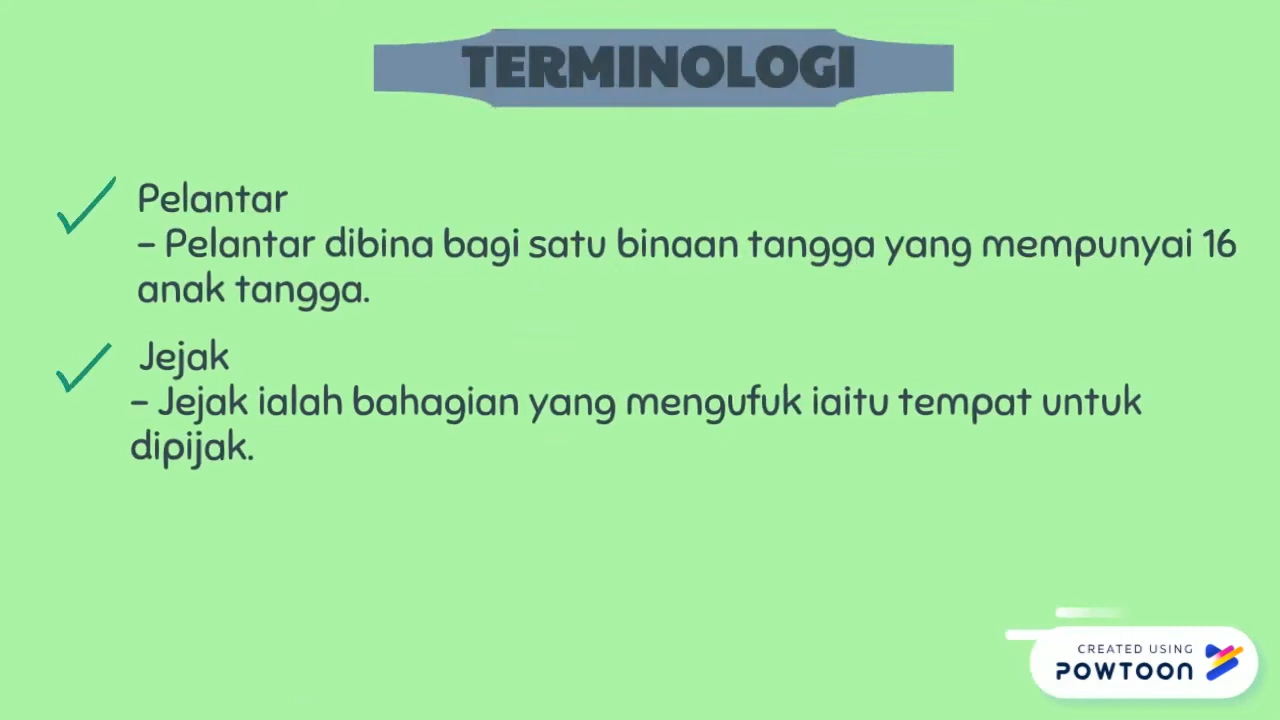 TERMINOLOGI
Pelantar
- Pelantar dibina bagi satu binaan tangga yang mempunyai 16
anak tangga.
Jejak
- Jejak ialah bahagian yang mengufuk iaitu tempat untuk
dipijak.
CREATED USING
POWTOON